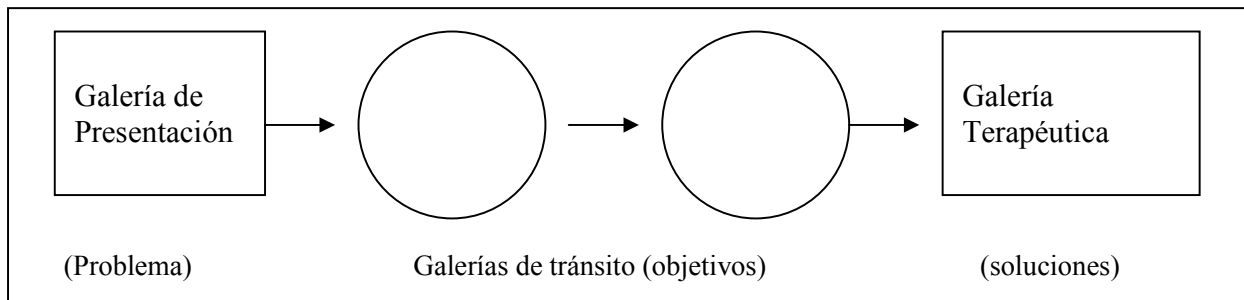 Galería de
Presentación
Galería
Terapéutica
(Problema)
Galerías de tránsito (objetivos)
(soluciones)